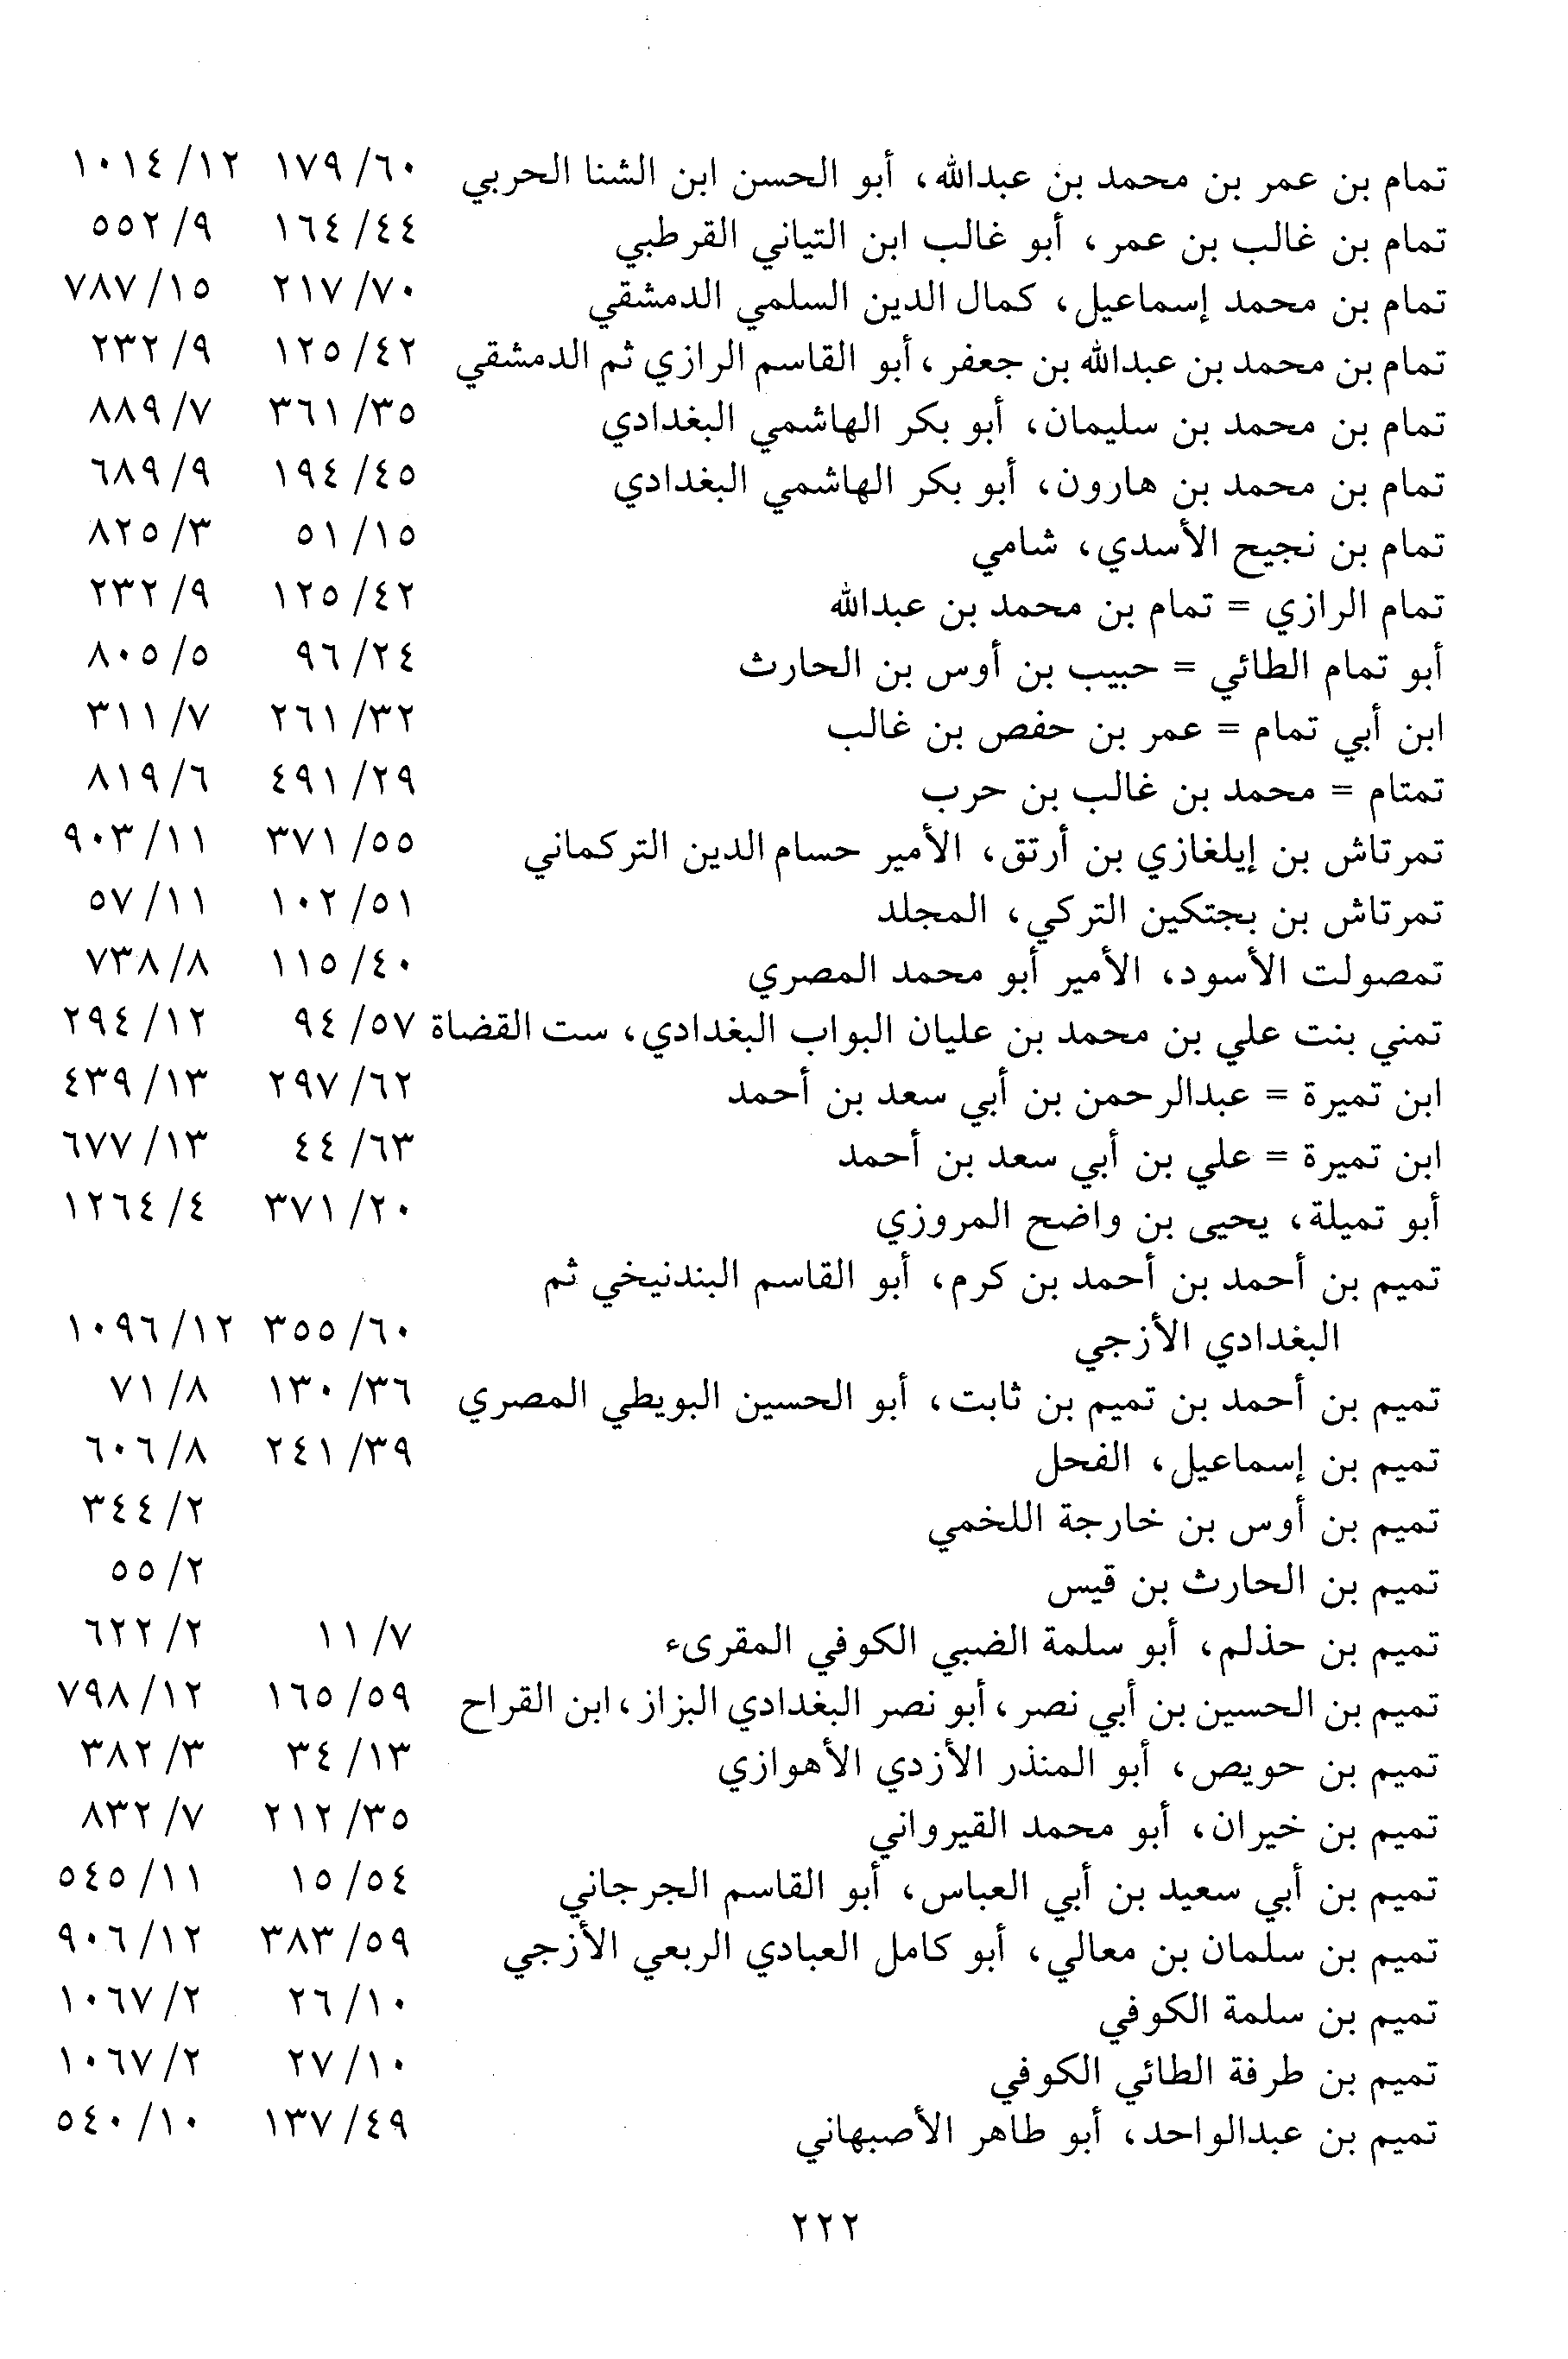 تمام بن عمر بن محمد بن عبدالله، أبو الحسن ابن الشنا الحربي ٦٠/ ١٧٩ ١٢/ ١٠١٤
تمام بن غالب بن عمر، أبو غالب ابن التياني القرطبي ٤٤/ ١٦٤ ٩/ ٥٥٢
تمام بن محمد إسماعيل، كمال الدين السلمي الدمشقي ٧٠/ ٢١٧ ١٥/ ٧٨٧
تمام بن محمد بن عبدالله بن جعفر، أبو القاسم الرازي ثم الدمشقي ٤٢/ ١٢٥ ٩/ ٢٣٢
تمام بن محمد بن سليمان، أبو بكر الهاشمي البغدادي ٣٥/ ٣٦١ ٧/ ٨٨٩
تمام بن محمد بن هارون، أبو بكر الهاشمي البغدادي ٤٥/ ١٩٤ ٩/ ٦٨٩
تمام بن نجيح الأسدي، شامي ١٥/ ٥١ ٣/ ٨٢٥
تمام الرازي = تمام بن محمد بن عبدالله ٤٢/ ١٢٥ ٩/ ٢٣٢
أبو تمام الطائي = حبيب بن أوس بن الحارث ٢٤/ ٩٦ ٥/ ٨٠٥
ابن أبي تمام = عمر بن حفص بن غالب ٣٢/ ٢٦١ ٧/ ٣١١
تمتام = محمد بن غالب بن حرب ٢٩/ ٤٩١ ٦/ ٨١٩
تمرتاش بن إيلغازي بن أرتق، الأمير حسام الدين التركماني ٥٥/ ٣٧١ ١١/ ٩٠٣
تمرتاش بن بجتكين التركي، المجلد ٥١/ ١٠٢ ١١/ ٥٧
تمصولت الأسود، الأمير أبو محمد المصري ٤٠/ ١١٥ ٨/ ٧٣٨
تمني بنت علي بن محمد بن عليان البواب البغدادي، ست القضاة ٥٧/ ٩٤ ١٢/ ٢٩٤
ابن تميرة = عبدالرحمن بن أبي سعد بن أحمد ٦٢/ ٢٩٧ ١٣/ ٤٣٩
ابن تميرة = علي بن أبي سعد بن أحمد ٦٣/ ٤٤ ١٣/ ٦٧٧
أبو تميلة، يحيى بن واضح المروزي ٢٠/ ٣٧١ ٤/ ١٢٦٤
تميم بن أحمد بن أحمد بن كرم، أبو القاسم البندنيخي ثم
البغدادي الأزجي ٦٠/ ٣٥٥ ١٢/ ١٠٩٦
تميم بن أحمد بن تميم بن ثابت، أبو الحسين البويطي المصري ٣٦/ ١٣٠ ٨/ ٧١
تميم بن إسماعيل، الفحل ٣٩/ ٢٤١ ٨/ ٦٠٦
تميم بن أوس بن خارجة اللخمي ٢/ ٣٤٤
تميم بن الحارث بن قيس ٢/ ٥٥
تميم بن حذلم، أبو سلمة الضبي الكوفي المقرىء ٧/ ١١ ٢/ ٦٢٢
تميم بن الحسين بن أبي نصر، أبو نصر البغدادي البزاز، ابن القراح ٥٩/ ١٦٥ ١٢/ ٧٩٨
تميم بن حويص، أبو المنذر الأزدي الأهوازي ١٣/ ٣٤ ٣/ ٣٨٢
تميم بن خيران، أبو محمد القيرواني ٣٥/ ٢١٢ ٧/ ٨٣٢
تميم بن أبي سعيد بن أبي العباس، أبو القاسم الجرجاني ٥٤/ ١٥ ١١/ ٥٤٥
تميم بن سلمان بن معالي، أبو كامل العبادي الربعي الأزجي ٥٩/ ٣٨٣ ١٢/ ٩٠٦
تميم بن سلمة الكوفي ١٠/ ٢٦ ٢/ ١٠٦٧
تميم بن طرفة الطائي الكوفي ١٠/ ٢٧ ٢/ ١٠٦٧
تميم بن عبدالواحد، أبو طاهر الأصبهاني ٤٩/ ١٣٧ ١٠/ ٥٤٠
٢٢٢